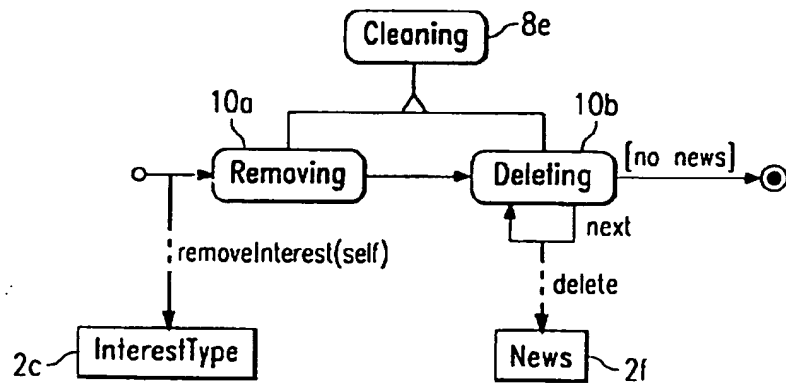 Cleaning
8e
10a
10b
Removing
Deleting
[no news]
next
removeInterest(self)
delete
2c
InterestType
News
2f